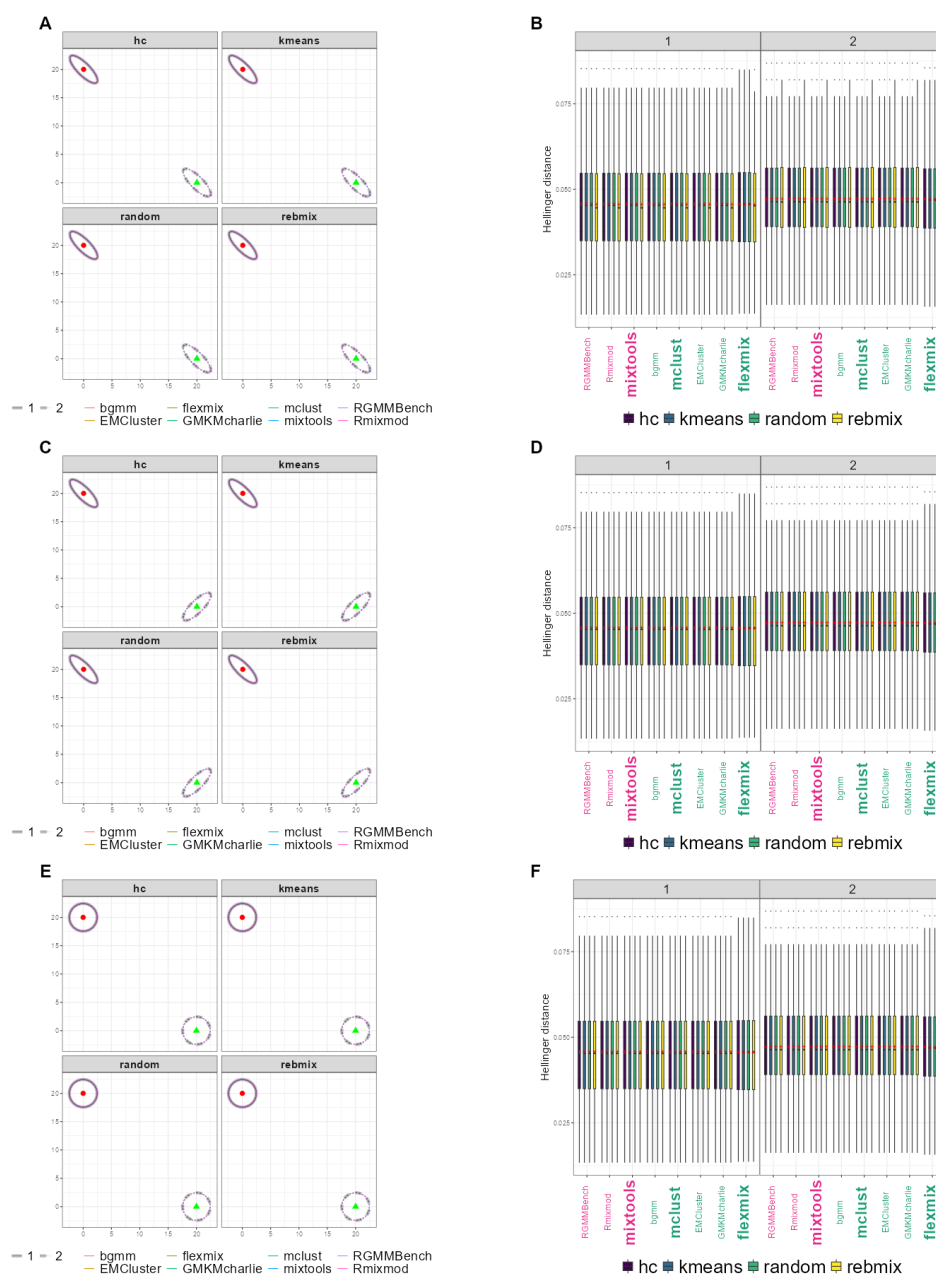 A
hc kmeans
20
15
10
5
0
random rebmix
20
15
10
5
0
0 5 10 15 20 0 5 10 15 20
1 2 bgmm flexmix mclust RGMMBench
EMCluster GMKMcharlie mixtools Rmixmod
B
1 2
Hellinger distance
0.075
0.050
0.025
RGMMBench Rmixmod mixtools bgmm mclust EMCluster GMKMcharlie flexmix RGMMBench Rmixmod mixtools bgmm mclust EMCluster GMKMcharlie flexmix
hc kmeans random rebmix
C
hc kmeans
20
15
10
5
0
random rebmix
20
15
10
5
0
0 5 10 15 20 0 5 10 15 20
1 2 bgmm flexmix mclust RGMMBench
EMCluster GMKMcharlie mixtools Rmixmod
D
1 2
Hellinger distance
0.075
0.050
0.025
RGMMBench Rmixmod mixtools bgmm mclust EMCluster GMKMcharlie flexmix RGMMBench Rmixmod mixtools bgmm mclust EMCluster GMKMcharlie flexmix
hc kmeans random rebmix
E
hc kmeans
20
15
10
5
0
random rebmix
20
15
10
5
0
0 5 10 15 20 0 5 10 15 20
1 2 bgmm flexmix mclust RGMMBench
EMCluster GMKMcharlie mixtools Rmixmod
F
1 2
Hellinger distance
0.075
0.050
0.025
RGMMBench Rmixmod mixtools bgmm mclust EMCluster GMKMcharlie flexmix RGMMBench Rmixmod mixtools bgmm mclust EMCluster GMKMcharlie flexmix
hc kmeans random rebmix